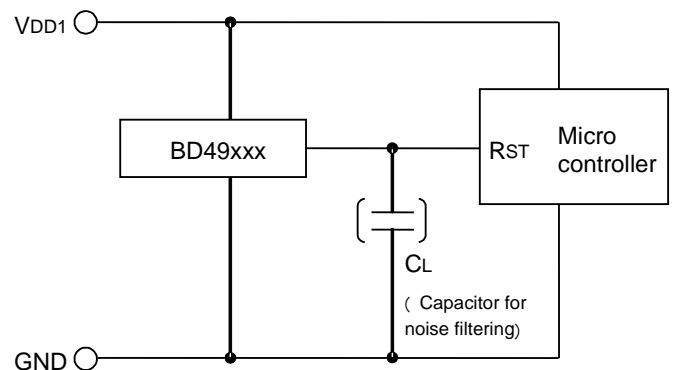 VDD1
BD49xxx
RST
Micro
controller
CL
( Capacitor for
noise filtering)
GND